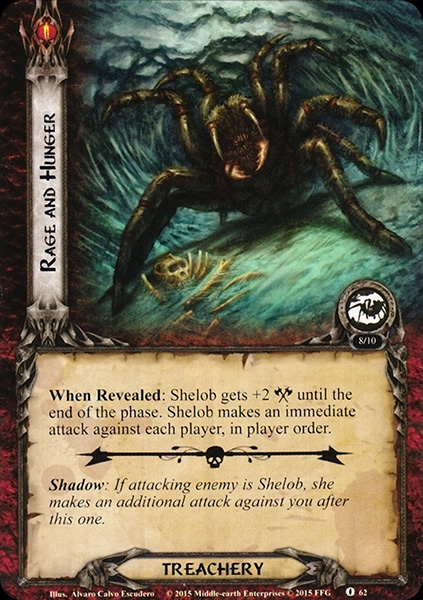 RAGE AND HUNGER
8/10
When Revealed: Shelob gets +2 until the
end of the phase. Shelob makes an immediate
attack against each player, in player order.
Shadow: If attacking enemy is Shelob, she
makes an additional attack against you after
this one.
TREACHERY
Illus. Álvaro Calvo Escudero © 2015 Middle-earth Enterprises © 2015 FFG 62